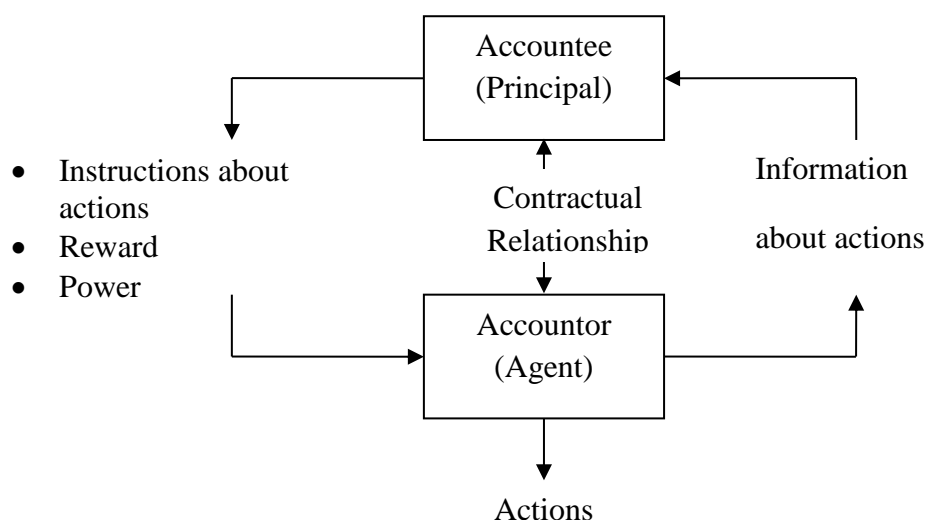 Accountee
(Principal)
• Instructions about
actions
• Reward
• Power
Contractual
Relationship
Information
about actions
Accountor
(Agent)
Actions